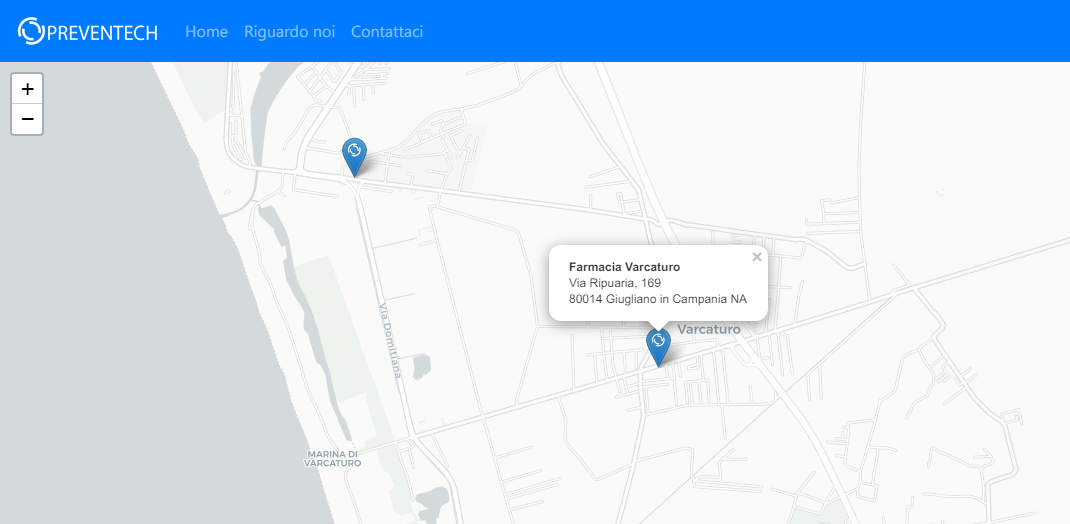 PREVENTECH Home Riguardo noi Contattaci
+
−
Farmacia Varcaturo ×
Via Ripuaria, 169
80014 Giugliano in Campania NA
Varcaturo
Via Domitiana
MARINA DI
VARCATURO